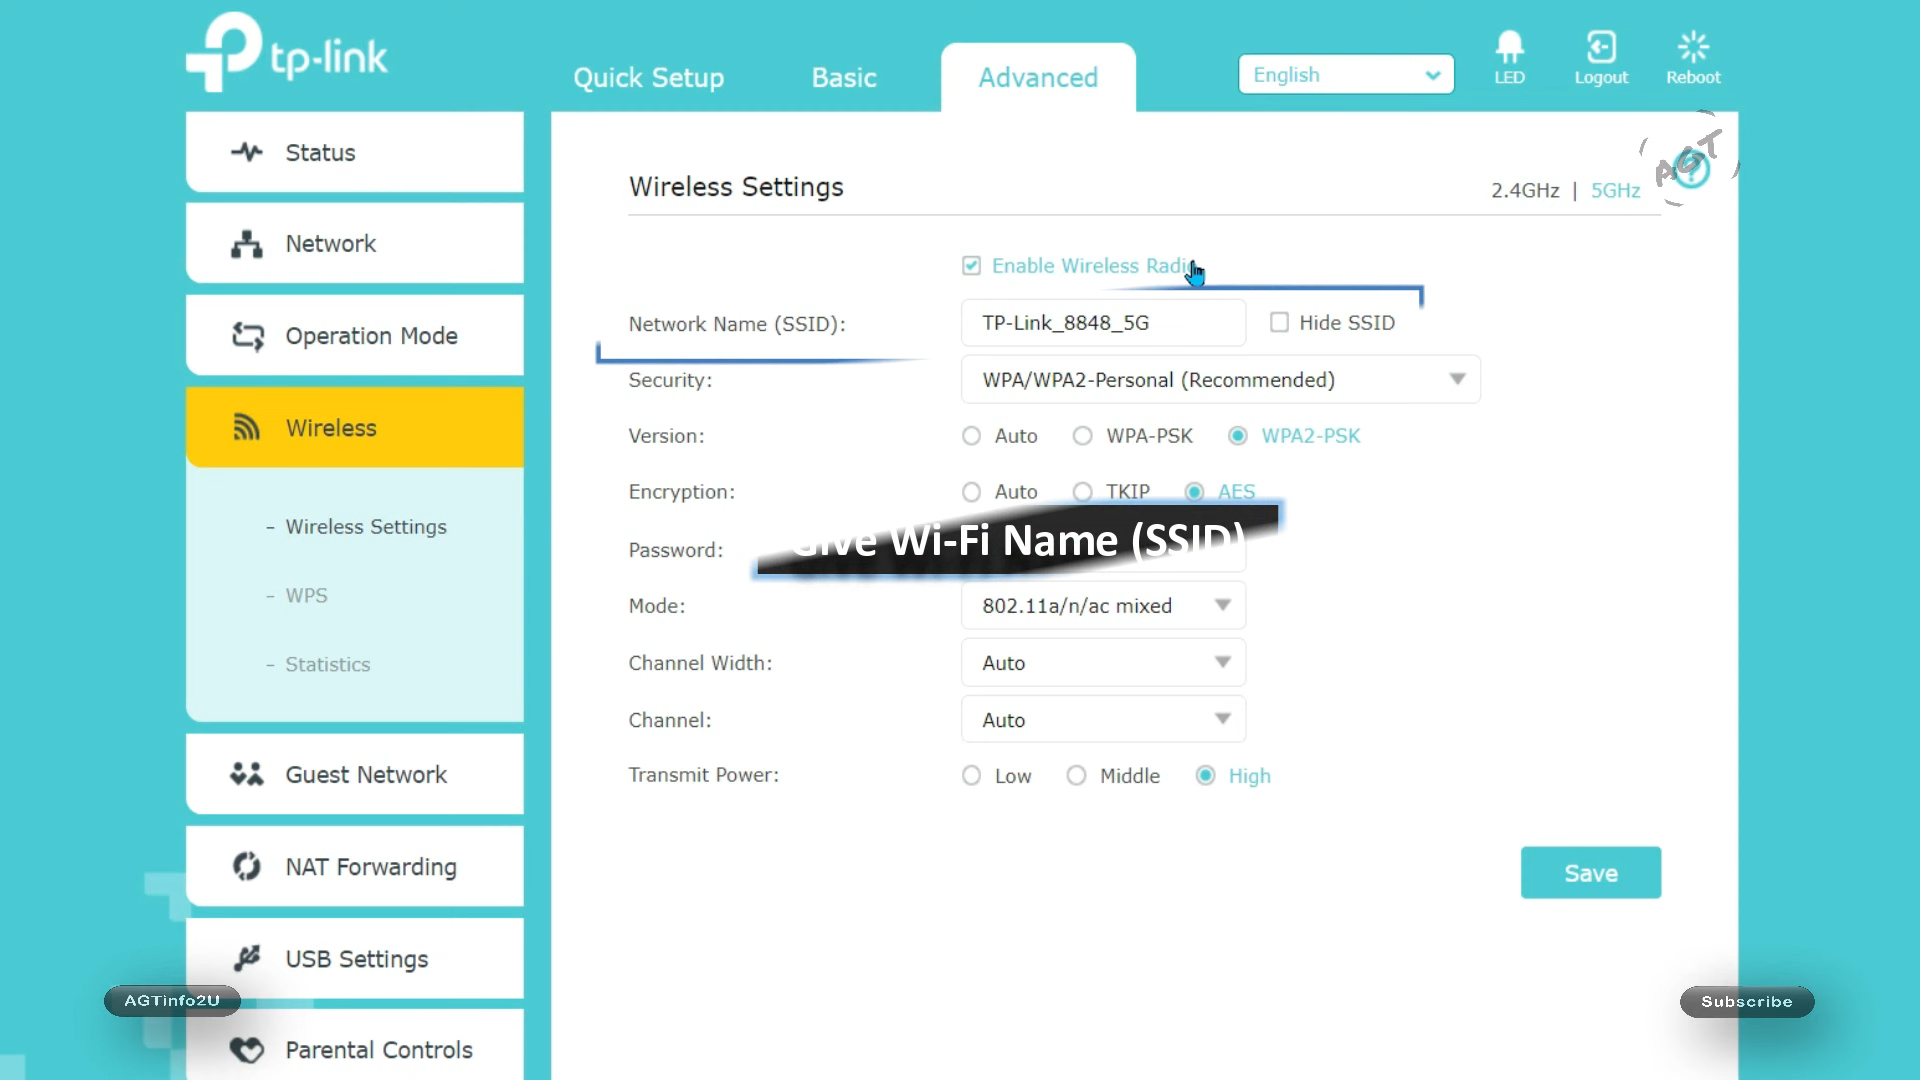 tp-link
Quick Setup Basic Advanced English LED Logout Reboot
AGT
Status
Network
Operation Mode
Wireless
- Wireless Settings
- WPS
- Statistics
Guest Network
NAT Forwarding
USB Settings
Parental Controls
Wireless Settings 2.4GHz | 5GHz
Enable Wireless Radio
Network Name (SSID): TP-Link_8848_5G Hide SSID
Security: WPA/WPA2-Personal (Recommended)
Version: Auto WPA-PSK WPA2-PSK
Encryption: Auto TKIP AES
Give Wi-Fi Name (SSID)
Password:
Mode: 802.11a/n/ac mixed
Channel Width: Auto
Channel: Auto
Transmit Power: Low Middle High
Save
AGTinfo2U
Subscribe